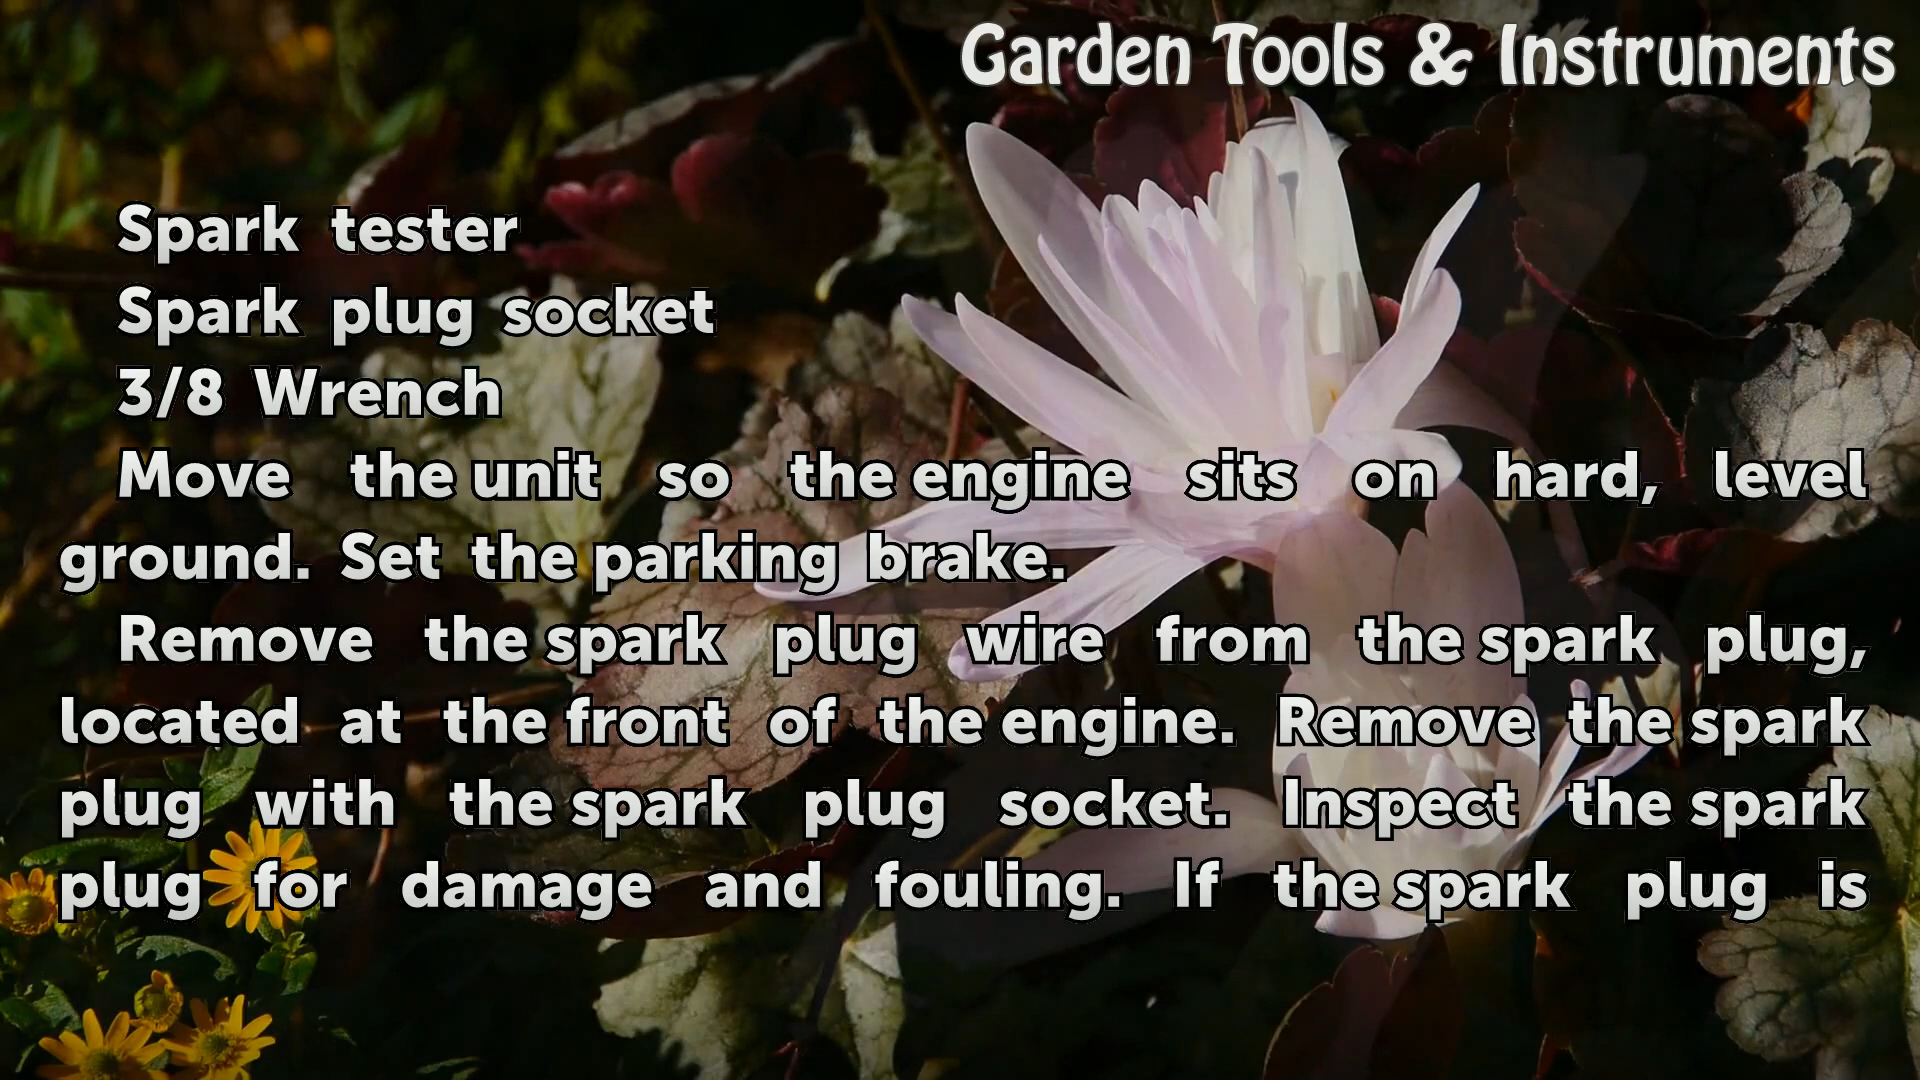 Garden Tools & Instruments
Spark tester
Spark plug socket
3/8 Wrench
Move the unit so the engine sits on hard, level
ground. Set the parking brake.
Remove the spark plug wire from the spark plug,
located at the front of the engine. Remove the spark
plug with the spark plug socket. Inspect the spark
plug for damage and fouling. If the spark plug is